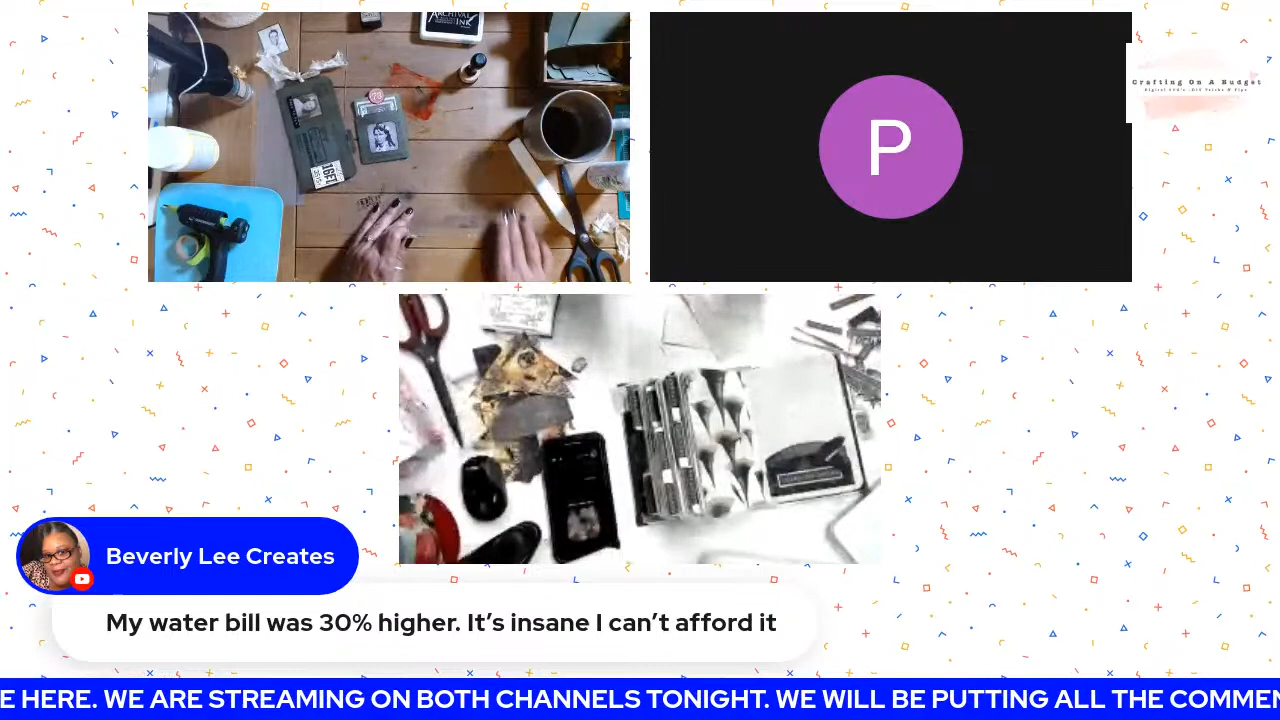 ARCHIVAL
INK
P
Crafting On A Budget
Beverly Lee Creates
My water bill was 30% higher. It’s insane I can’t afford it
E HERE. WE ARE STREAMING ON BOTH CHANNELS TONIGHT. WE WILL BE PUTTING ALL THE COMMEN